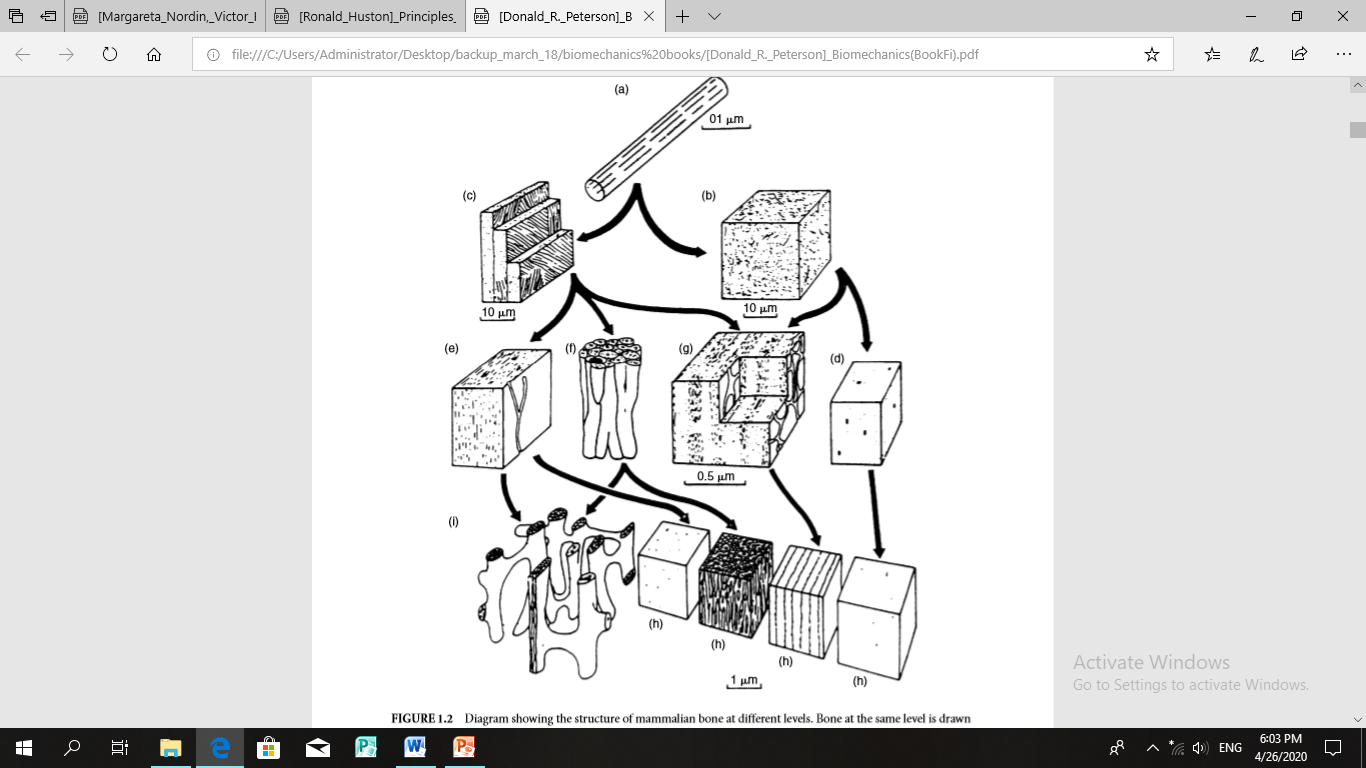 [Margareta_Nordin,_Victor_I
[Ronald_Huston]_Principles_
[Donald_R._Peterson]_B
file:///C:/Users/Administrator/Desktop/backup_march_18/biomechanics%20books/[Donald_R._Peterson]_Biomechanics(BookFi).pdf
(a)
01 μm
(c)
(b)
10 μm
10 μm
(e)
(f)
(g)
(d)
0.5 μm
(i)
(h)
(h)
(h)
(h)
1 μm
Activate Windows
Go to Settings to activate Windows.
FIGURE 1.2 Diagram showing the structure of mammalian bone at different levels. Bone at the same level is drawn
ENG
6:03 PM
4/26/2020